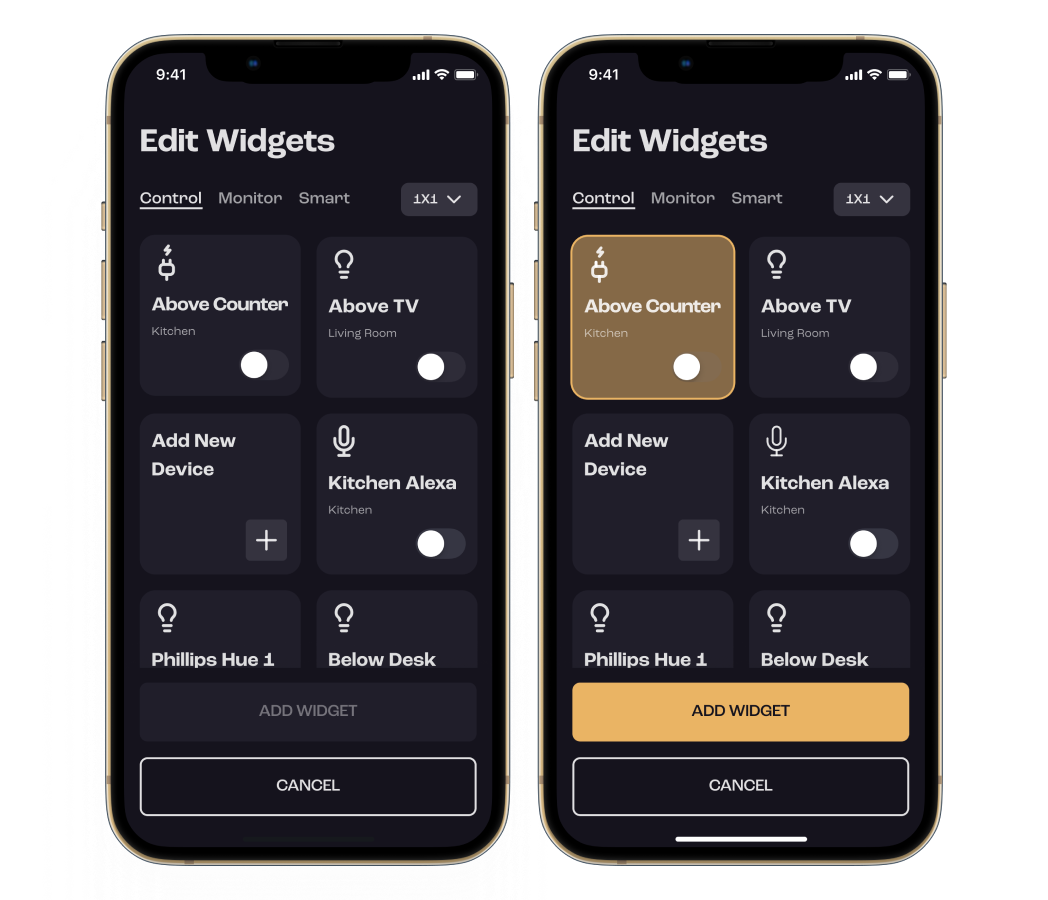 9:41
Edit Widgets
Control Monitor Smart 1X1
Above Counter
Kitchen
Above TV
Living Room
Add New
Device
Kitchen Alexa
Kitchen
Phillips Hue 1
Below Desk
ADD WIDGET
CANCEL
9:41
Edit Widgets
Control Monitor Smart 1X1
Above Counter
Kitchen
Above TV
Living Room
Add New
Device
Kitchen Alexa
Kitchen
Phillips Hue 1
Below Desk
ADD WIDGET
CANCEL